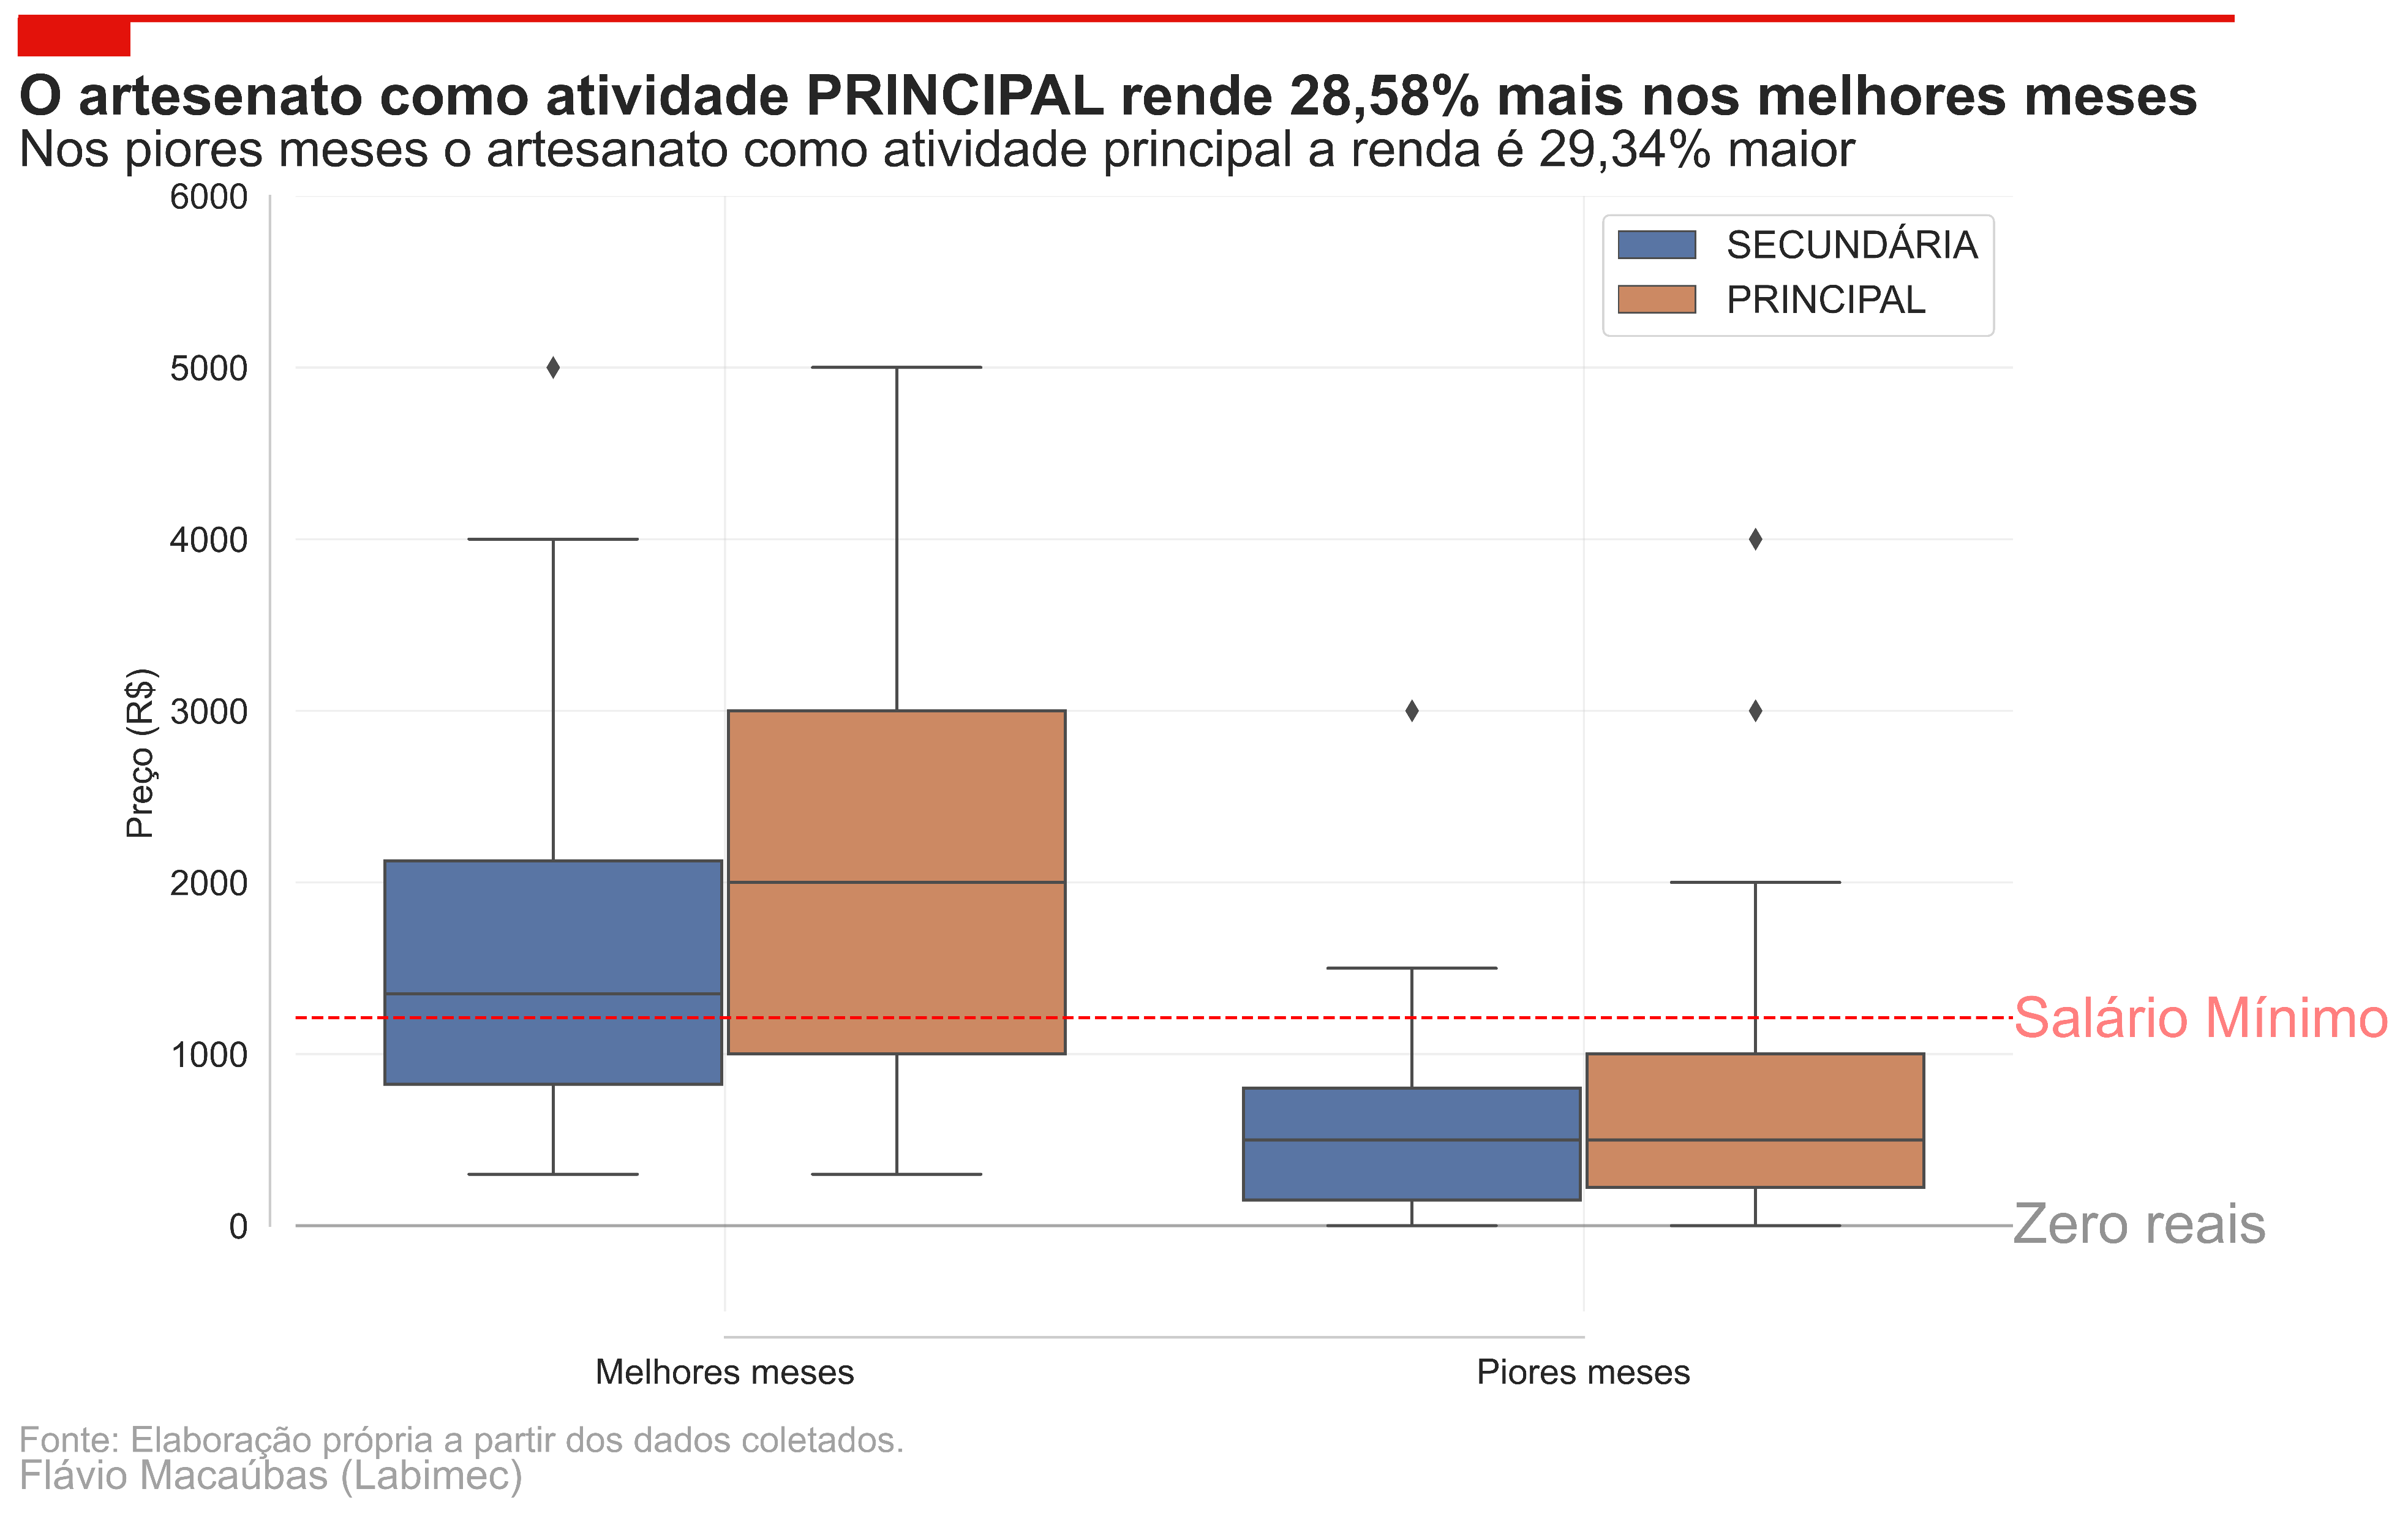 O artesenato como atividade PRINCIPAL rende 28,58% mais nos melhores meses
Nos piores meses o artesanato como atividade principal a renda é 29,34% maior
6000
SECUNDÁRIA
PRINCIPAL
5000
4000
3000
2000
1000
0
Preço (R$)
Salário Mínimo
Zero reais
Melhores meses
Piores meses
Fonte: Elaboração própria a partir dos dados coletados.
Flávio Macaúbas (Labimec)